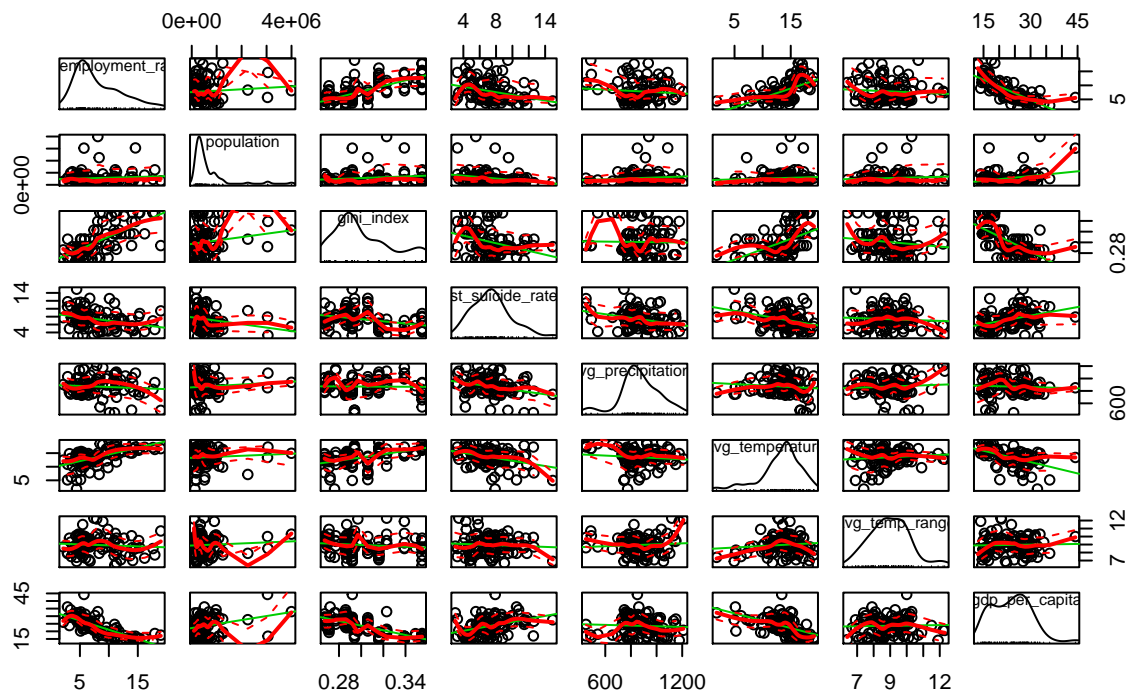 0e+00 4e+06 4 8 14 5 15 15 30 45
employment_ra
5
population
0e+00
gini_index
0.28
st_suicide_rate
14
4
vg_precipitation
600
vg_temperatur
5
vg_temp_rang
12
7
gdp_per_capita
45
15
5 15 0.28 0.34 600 1200 7 9 12